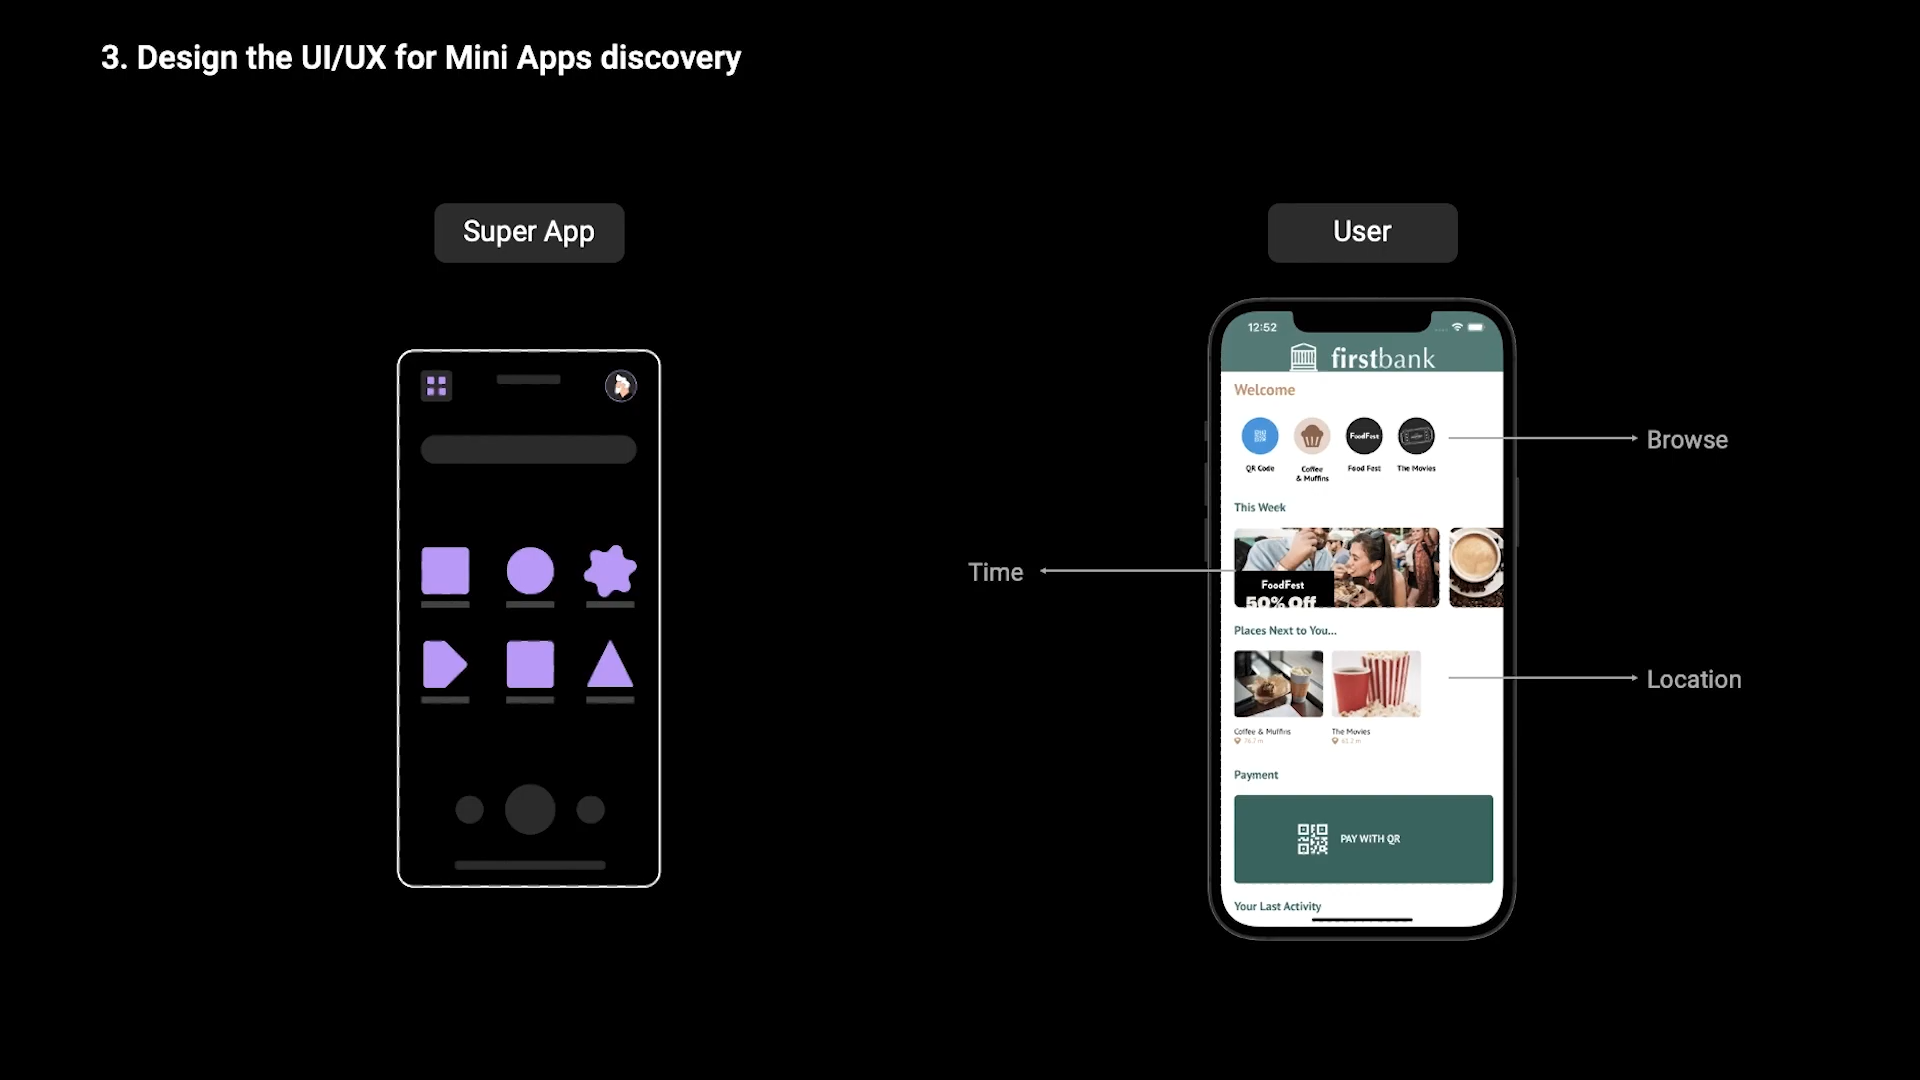 3. Design the UI/UX for Mini Apps discovery
Super App
User
12:52
firstbank
Welcome
FoodFest
QR Code
Coffee
& Muffins
Food Fest
The Movies
Browse
This Week
FoodFest
50% Off
Time
Places Next to You...
Coffee & Muffins
The Movies
Location
Payment
PAY WITH QR
Your Last Activity